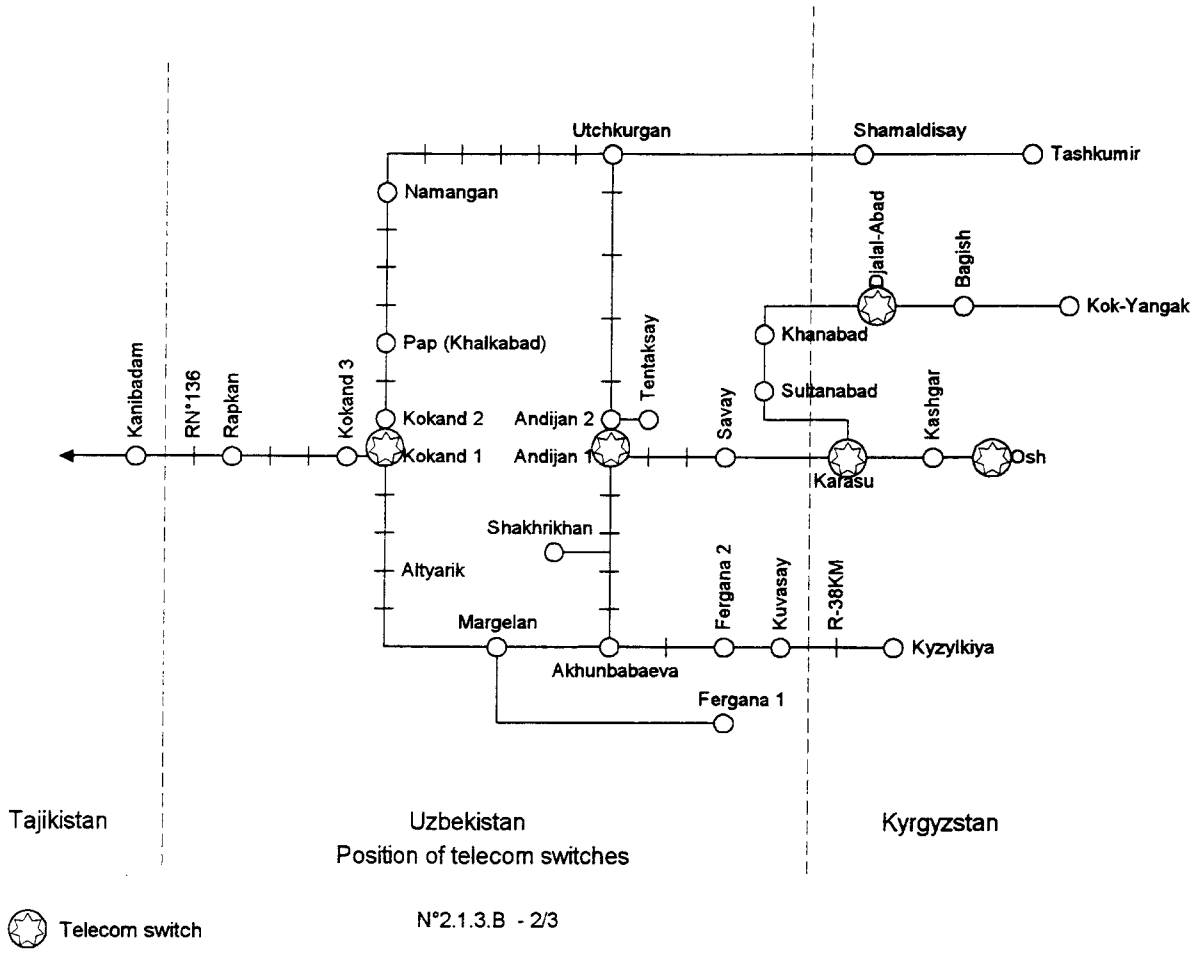 Utchkurgan
Shamaldisay
Tashkumir
Namangan
Djalal-Abad
Bagish
Kok-Yangak
Khanabad
Pap (Khalkabad)
Kanibadam
RN°136
Rapkan
Kokand 3
Kokand 2
Kokand 1
Andijan 2
Andijan 1
Tentaksay
Savay
Sultanabad
Kashgar
Karasu
Osh
Shakhrikhan
Altyarik
Margelan
Akhunbabaeva
Fergana 2
Kuvasay
R-38KM
Kyzylkiya
Fergana 1
Tajikistan
Uzbekistan
Kyrgyzstan
Position of telecom switches
Telecom switch
N°2.1.3.B - 2/3